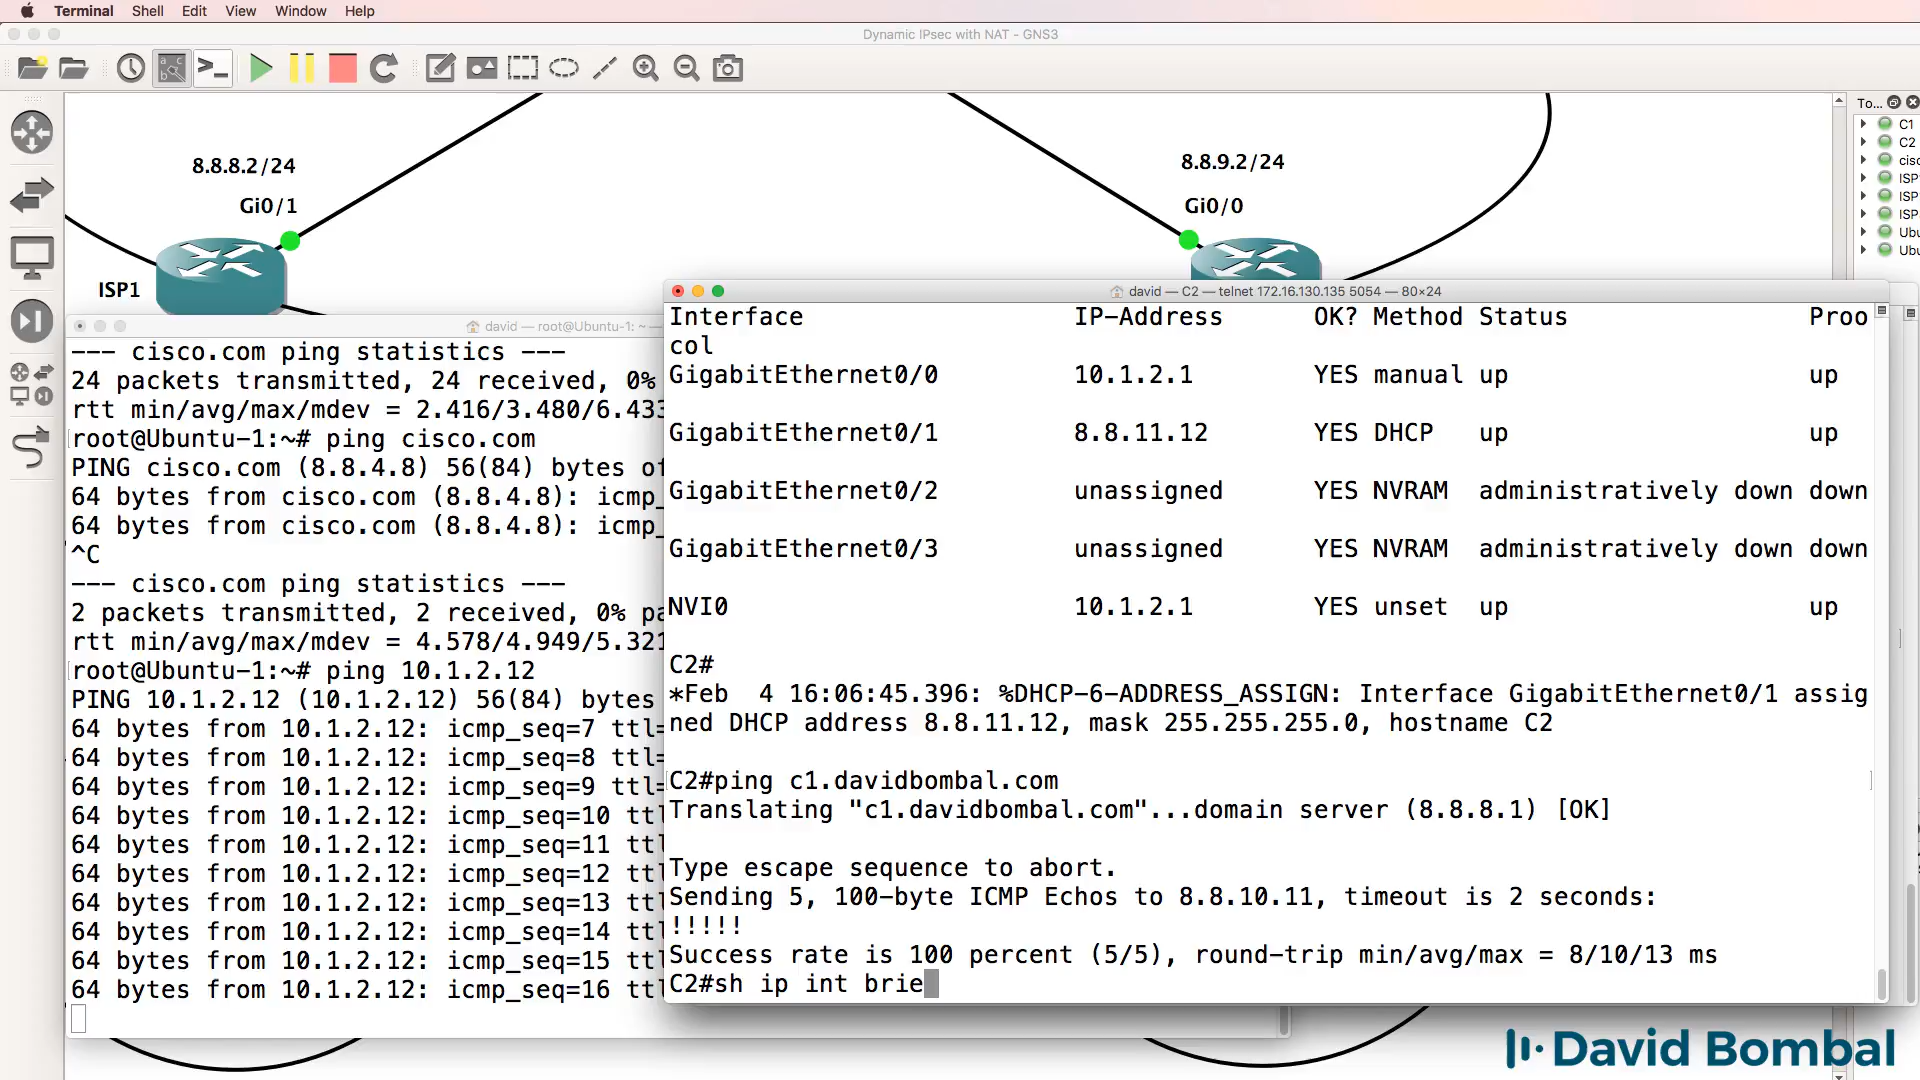 Terminal Shell Edit View Window Help
Dynamic IPsec with NAT - GNS3
8.8.8.2/24
Gi0/1
ISP1
8.8.9.2/24
Gi0/0
To...
C1
C2
cisc
ISP
ISP
ISP
Ubu
Ubu
david — root@Ubuntu-1: ~ —
--- cisco.com ping statistics ---
24 packets transmitted, 24 received, 0%
rtt min/avg/max/mdev = 2.416/3.480/6.433
root@Ubuntu-1:~# ping cisco.com
PING cisco.com (8.8.4.8) 56(84) bytes of
64 bytes from cisco.com (8.8.4.8): icmp_
64 bytes from cisco.com (8.8.4.8): icmp_
^C
--- cisco.com ping statistics ---
2 packets transmitted, 2 received, 0% pa
rtt min/avg/max/mdev = 4.578/4.949/5.321
root@Ubuntu-1:~# ping 10.1.2.12
PING 10.1.2.12 (10.1.2.12) 56(84) bytes
64 bytes from 10.1.2.12: icmp_seq=7 ttl=
64 bytes from 10.1.2.12: icmp_seq=8 ttl=
64 bytes from 10.1.2.12: icmp_seq=9 ttl=
64 bytes from 10.1.2.12: icmp_seq=10 ttl
64 bytes from 10.1.2.12: icmp_seq=11 ttl
64 bytes from 10.1.2.12: icmp_seq=12 ttl
64 bytes from 10.1.2.12: icmp_seq=13 ttl
64 bytes from 10.1.2.12: icmp_seq=14 ttl
64 bytes from 10.1.2.12: icmp_seq=15 ttl
64 bytes from 10.1.2.12: icmp_seq=16 ttl
david — C2 — telnet 172.16.130.135 5054 — 80×24
Interface IP-Address OK? Method Status Proo
col
GigabitEthernet0/0 10.1.2.1 YES manual up up
GigabitEthernet0/1 8.8.11.12 YES DHCP up up
GigabitEthernet0/2 unassigned YES NVRAM administratively down down
GigabitEthernet0/3 unassigned YES NVRAM administratively down down
NVI0 10.1.2.1 YES unset up up
C2#
*Feb  4 16:06:45.396: %DHCP-6-ADDRESS_ASSIGN: Interface GigabitEthernet0/1 assig
ned DHCP address 8.8.11.12, mask 255.255.255.0, hostname C2
C2#ping c1.davidbombal.com
Translating "c1.davidbombal.com"...domain server (8.8.8.1) [OK]
Type escape sequence to abort.
Sending 5, 100-byte ICMP Echos to 8.8.10.11, timeout is 2 seconds:
!!!!!
Success rate is 100 percent (5/5), round-trip min/avg/max = 8/10/13 ms
C2#sh ip int brie
David Bombal